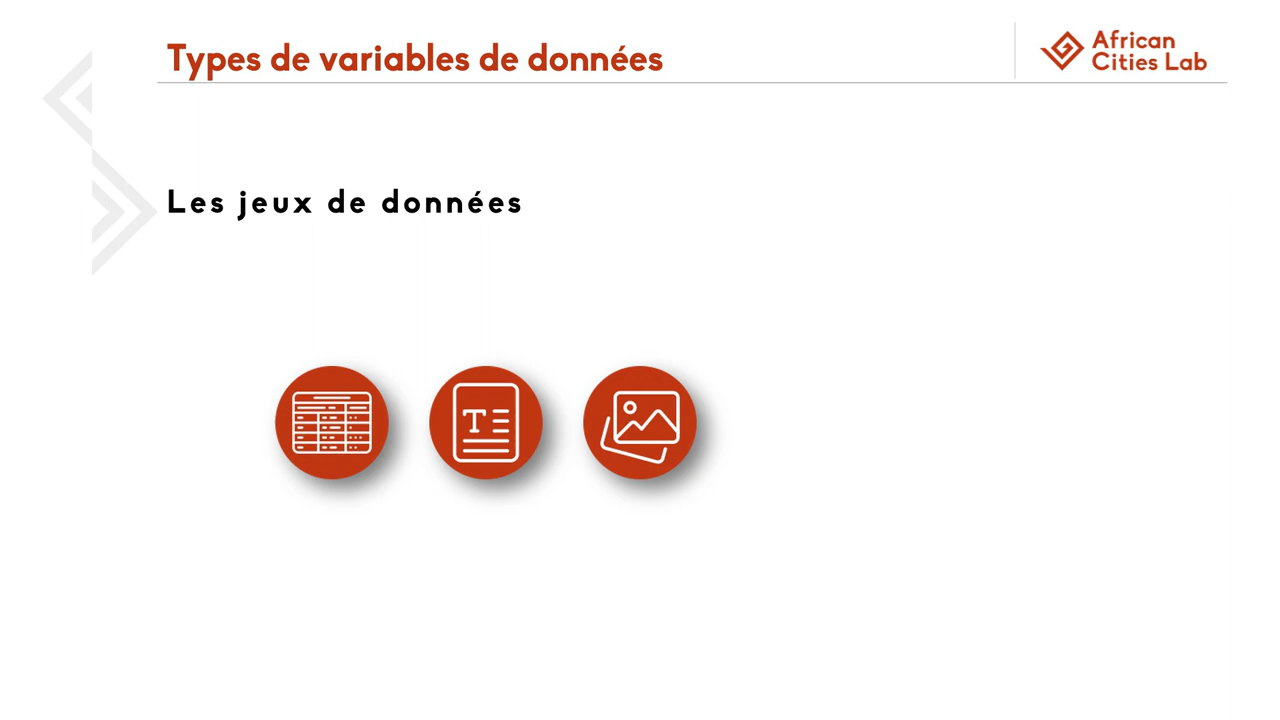 Types de variables de données
African
Cities Lab
Les jeux de données
T